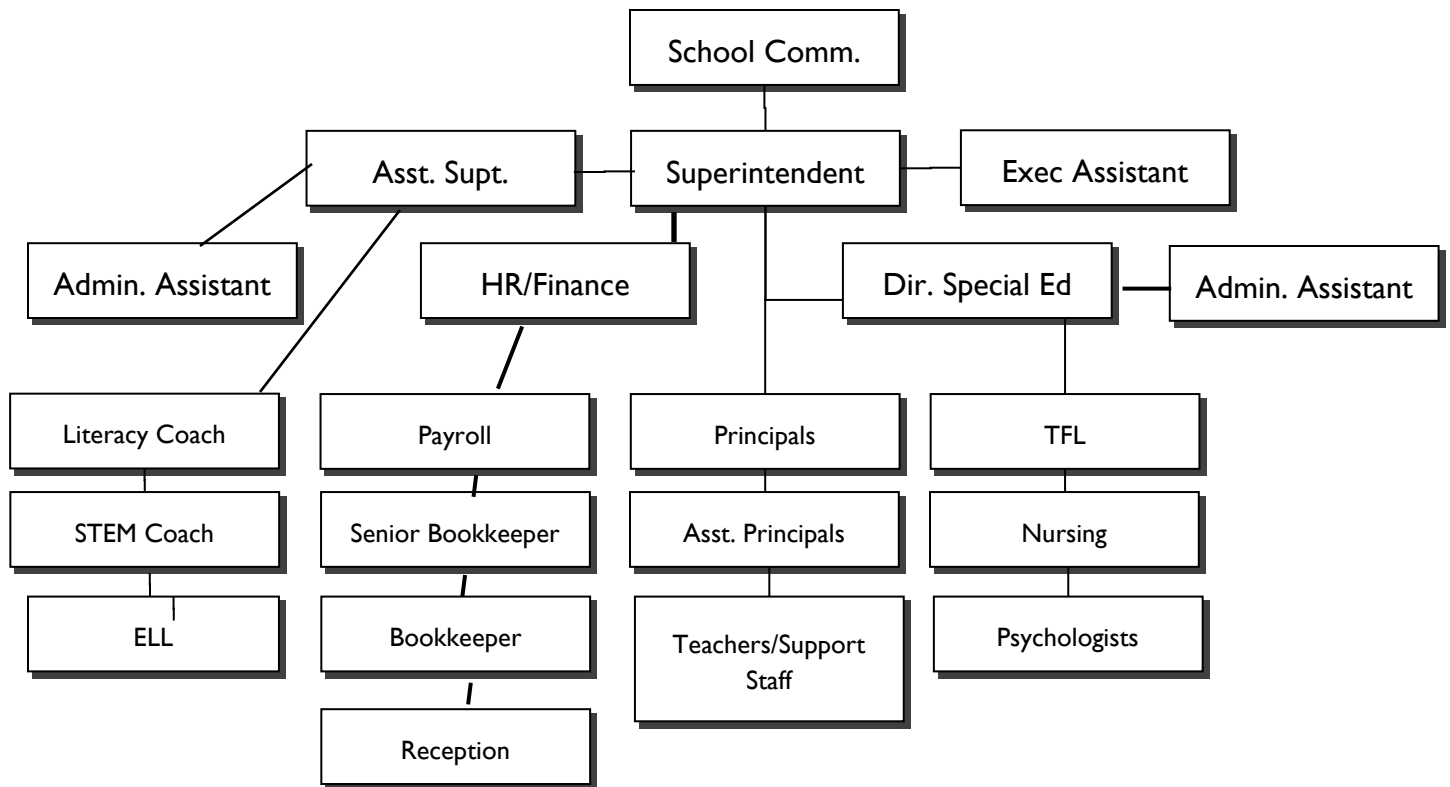 School Comm.
Asst. Supt.
Superintendent
Exec Assistant
Admin. Assistant
HR/Finance
Dir. Special Ed
Admin. Assistant
Literacy Coach
Payroll
Principals
TFL
STEM Coach
Senior Bookkeeper
Asst. Principals
Nursing
ELL
Bookkeeper
Teachers/Support
Staff
Psychologists
Reception